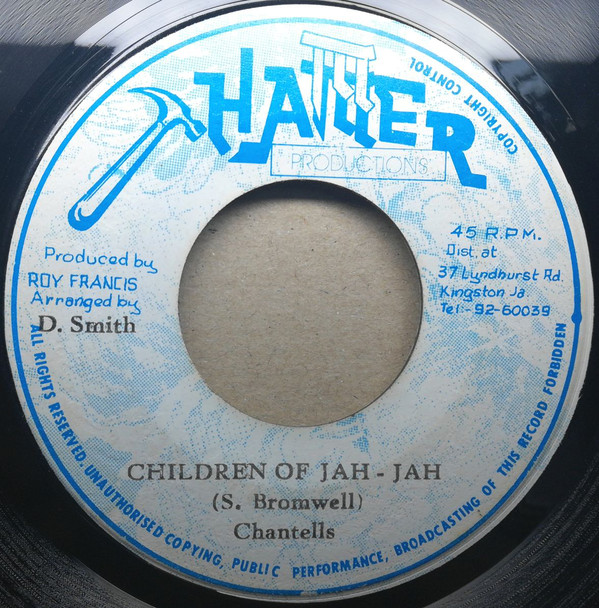 HATTER
PRODUCTIONS
COPYRIGHT CONTROL
Produced by
ROY FRANCIS
Arranged by
D. Smith
45 R.P.M.
Dist. at
37 Lyndhurst Rd.
Kingston Ja.
Tel:- 92-60039
CHILDREN OF JAH - JAH
(S. Bromwell)
Chantells
ALL RIGHTS RESERVED. UNAUTHORISED COPYING, PUBLIC PERFORMANCE, BROADCASTING OF THIS RECORD FORBIDDEN